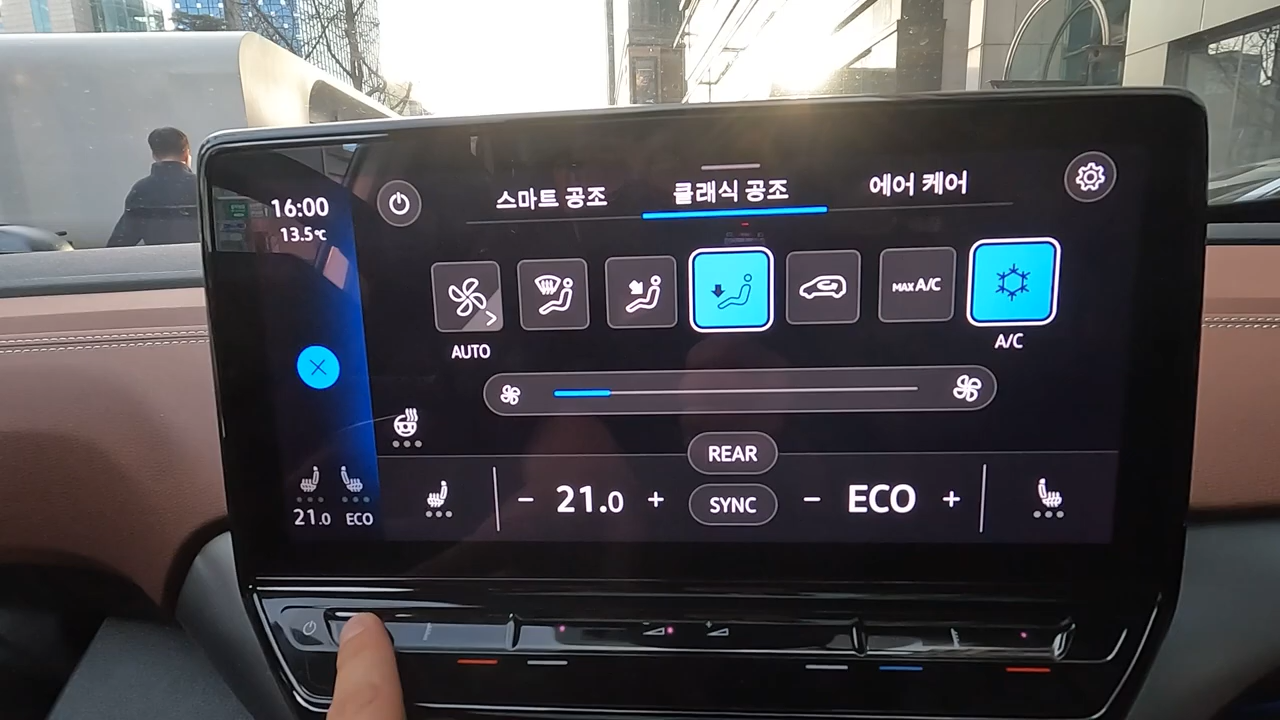 스마트 공조 클래식 공조 에어 케어
16:00
13.5℃
MAX A/C
AUTO
A/C
REAR
21.0 ECO
− 21.0 + SYNC − ECO +